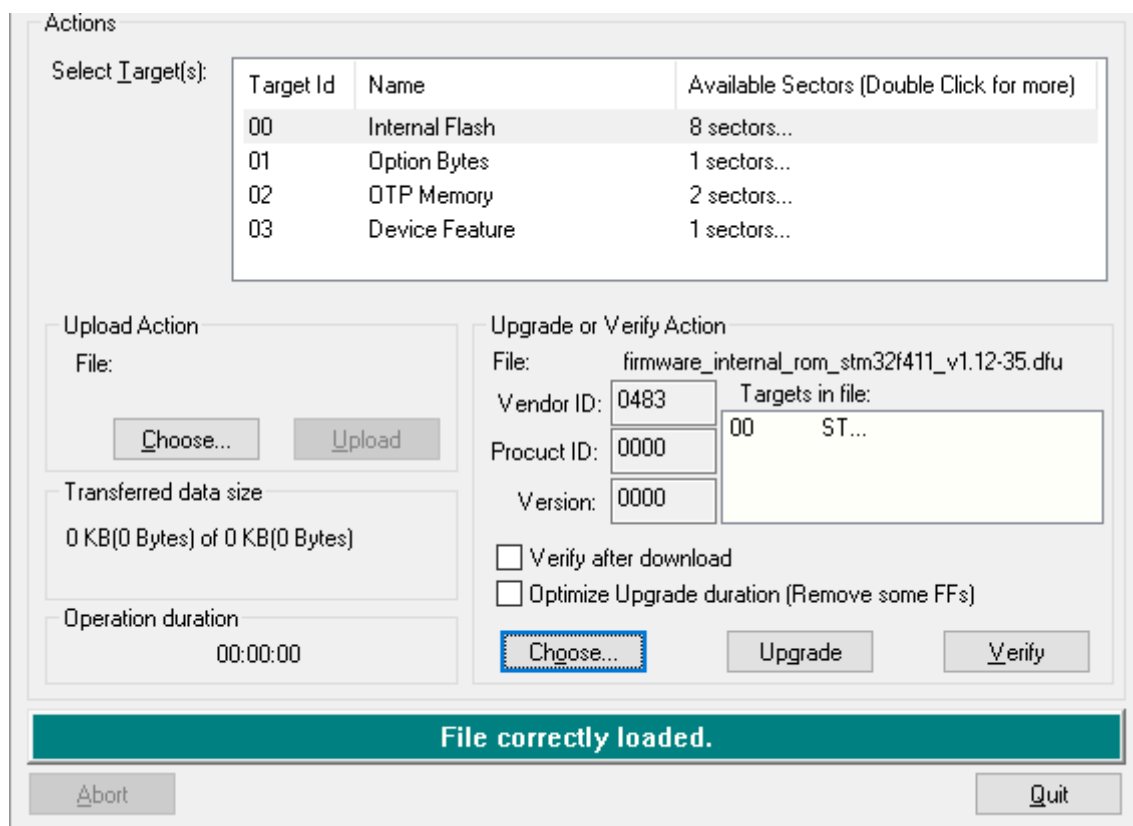 Actions
Select Target(s):
Target Id Name Available Sectors (Double Click for more)
00 Internal Flash 8 sectors...
01 Option Bytes 1 sectors...
02 OTP Memory 2 sectors...
03 Device Feature 1 sectors...
Upload Action
File:
Choose... Upload
Transferred data size
0 KB(0 Bytes) of 0 KB(0 Bytes)
Operation duration
00:00:00
Upgrade or Verify Action
File: firmware_internal_rom_stm32f411_v1.12-35.dfu
Vendor ID: 0483
Procuct ID: 0000
Version: 0000
Targets in file:
00 ST...
Verify after download
Optimize Upgrade duration (Remove some FFs)
Choose... Upgrade Verify
File correctly loaded.
Abort Quit